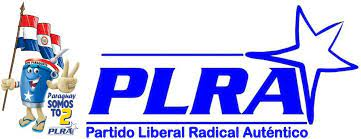 Paraguay
SOMOS
TO2
PLRA
PLRA
Partido Liberal Radical Auténtico